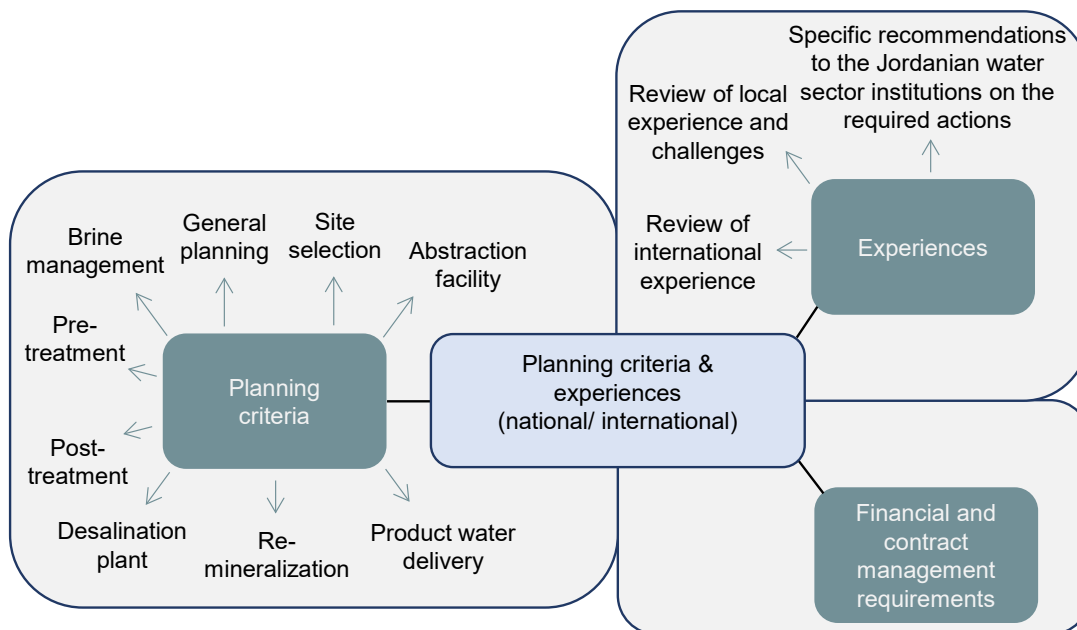 Specific recommendations
to the Jordanian water
sector institutions on the
required actions
Review of local
experience and
challenges
Review of
international
experience
Experiences
Brine
management
General
planning
Site
selection
Abstraction
facility
Pre-
treatment
Planning
criteria
Post-
treatment
Desalination
plant
Re-
mineralization
Product water
delivery
Planning criteria &
experiences
(national/ international)
Financial and
contract
management
requirements